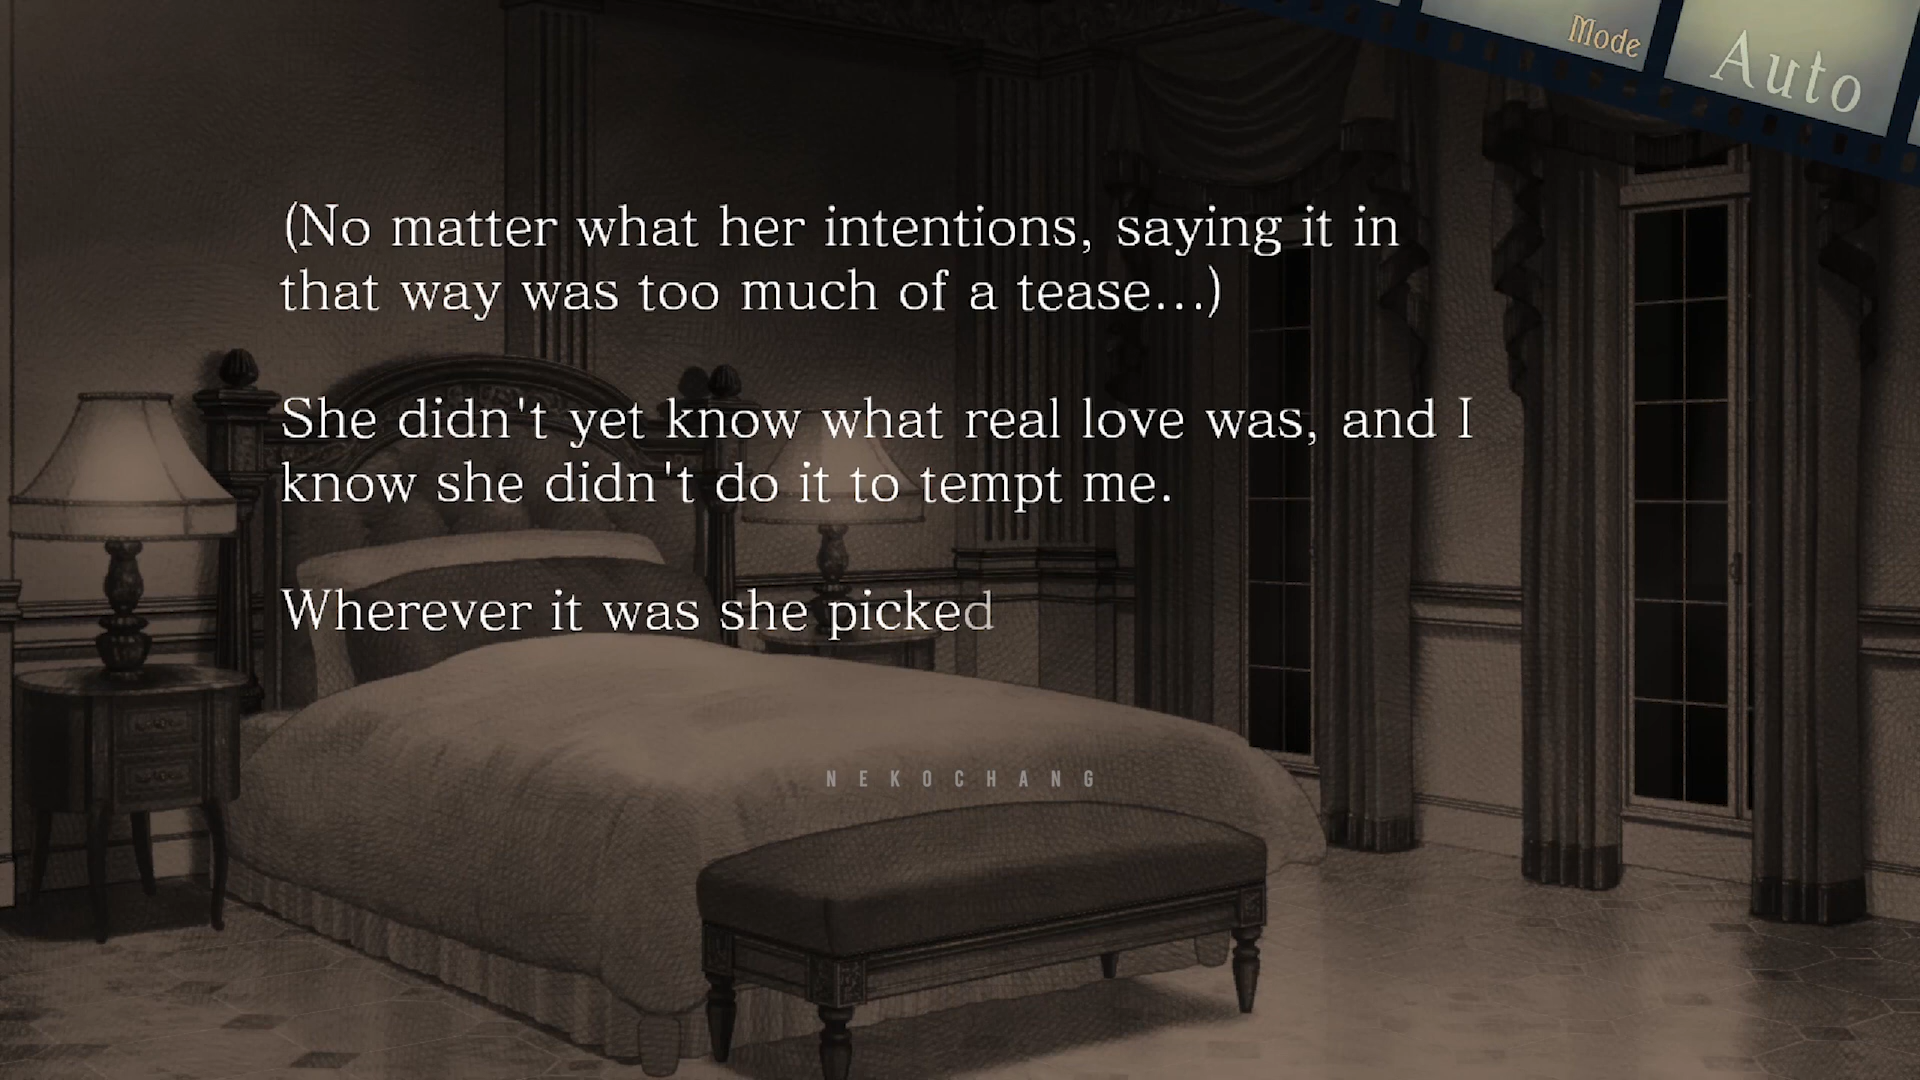 Mode
Auto
(No matter what her intentions, saying it in
that way was too much of a tease...)
She didn't yet know what real love was, and I
know she didn't do it to tempt me.
Wherever it was she picked
NEKOCHANG